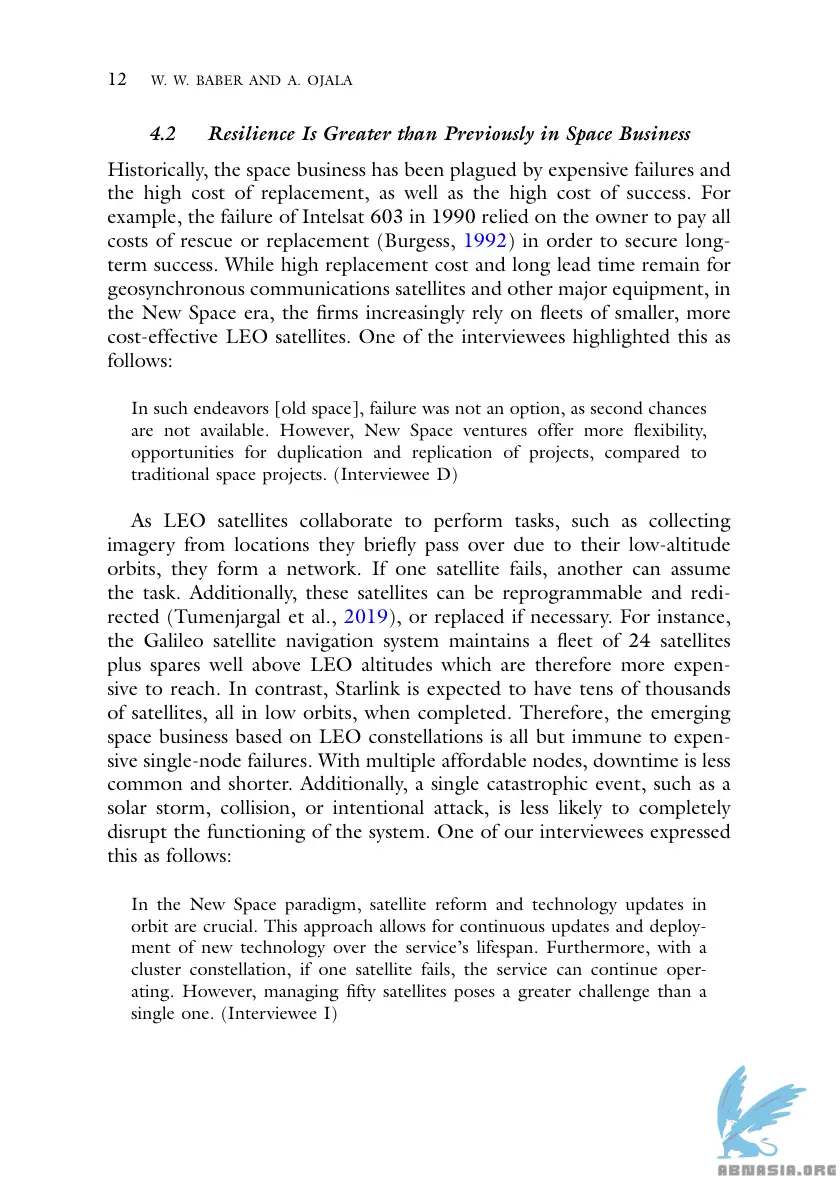 12 W. W. BABER AND A. OJALA
4.2 Resilience Is Greater than Previously in Space Business
Historically, the space business has been plagued by expensive failures and
the high cost of replacement, as well as the high cost of success. For
example, the failure of Intelsat 603 in 1990 relied on the owner to pay all
costs of rescue or replacement (Burgess, 1992) in order to secure long-
term success. While high replacement cost and long lead time remain for
geosynchronous communications satellites and other major equipment, in
the New Space era, the firms increasingly rely on fleets of smaller, more
cost-effective LEO satellites. One of the interviewees highlighted this as
follows:
In such endeavors [old space], failure was not an option, as second chances
are not available. However, New Space ventures offer more flexibility,
opportunities for duplication and replication of projects, compared to
traditional space projects. (Interviewee D)
As LEO satellites collaborate to perform tasks, such as collecting
imagery from locations they briefly pass over due to their low-altitude
orbits, they form a network. If one satellite fails, another can assume
the task. Additionally, these satellites can be reprogrammable and redi-
rected (Tumenjargal et al., 2019), or replaced if necessary. For instance,
the Galileo satellite navigation system maintains a fleet of 24 satellites
plus spares well above LEO altitudes which are therefore more expen-
sive to reach. In contrast, Starlink is expected to have tens of thousands
of satellites, all in low orbits, when completed. Therefore, the emerging
space business based on LEO constellations is all but immune to expen-
sive single-node failures. With multiple affordable nodes, downtime is less
common and shorter. Additionally, a single catastrophic event, such as a
solar storm, collision, or intentional attack, is less likely to completely
disrupt the functioning of the system. One of our interviewees expressed
this as follows:
In the New Space paradigm, satellite reform and technology updates in
orbit are crucial. This approach allows for continuous updates and deploy-
ment of new technology over the service's lifespan. Furthermore, with a
cluster constellation, if one satellite fails, the service can continue oper-
ating. However, managing fifty satellites poses a greater challenge than a
single one. (Interviewee I)
ABNASIA.ORG